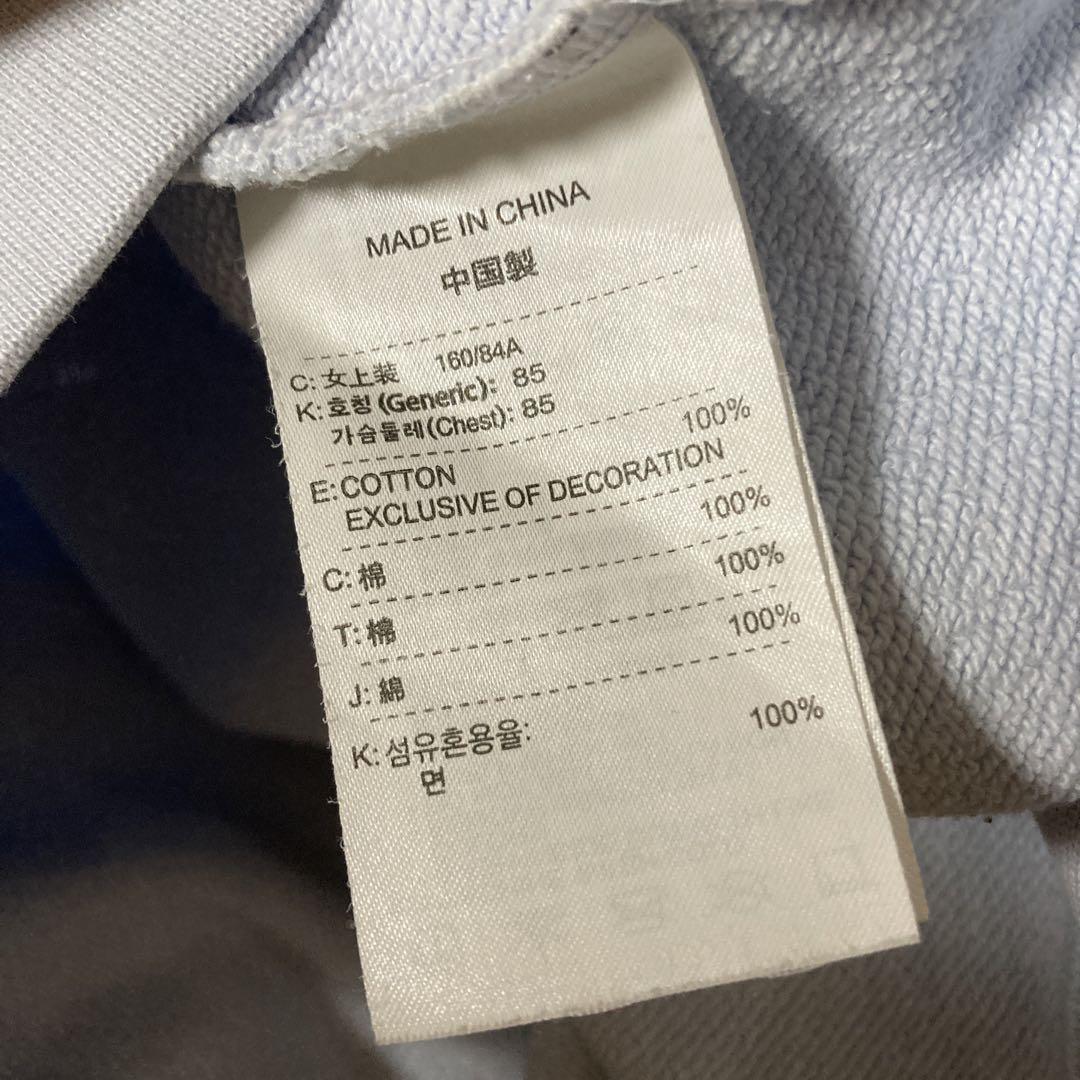 MADE IN CHINA
中国製
C: 女上装 160/84A
K: 호칭 (Generic): 85
가슴둘레(Chest): 85
E: COTTON 100%
EXCLUSIVE OF DECORATION
C: 棉 100%
T: 棉 100%
J: 綿 100%
K: 섬유혼용율:
면 100%